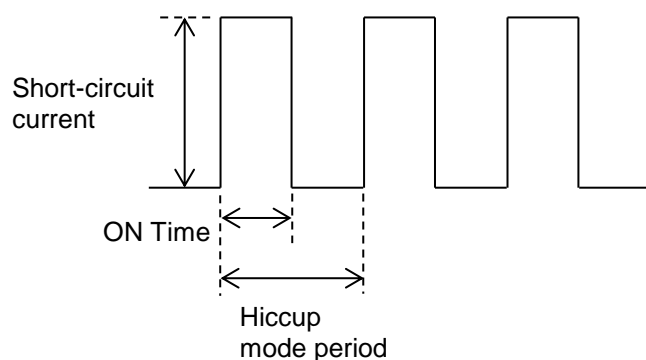 Short-circuit
current
ON Time
Hiccup
mode period